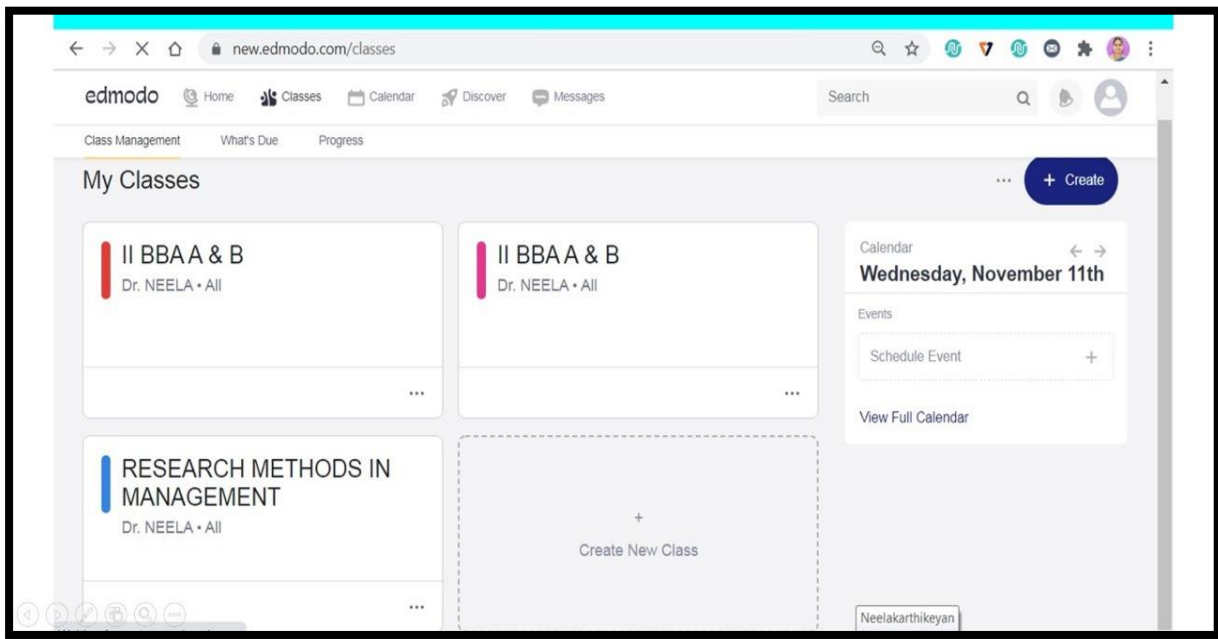 new.edmodo.com/classes
edmodo Home Classes Calendar Discover Messages Search
Class Management What's Due Progress
My Classes
... + Create
II BBA A & B
Dr. NEELA • All
...
II BBA A & B
Dr. NEELA • All
...
Calendar
Wednesday, November 11th
Events
Schedule Event +
View Full Calendar
RESEARCH METHODS IN
MANAGEMENT
Dr. NEELA • All
...
+
Create New Class
Neelakarthikeyan